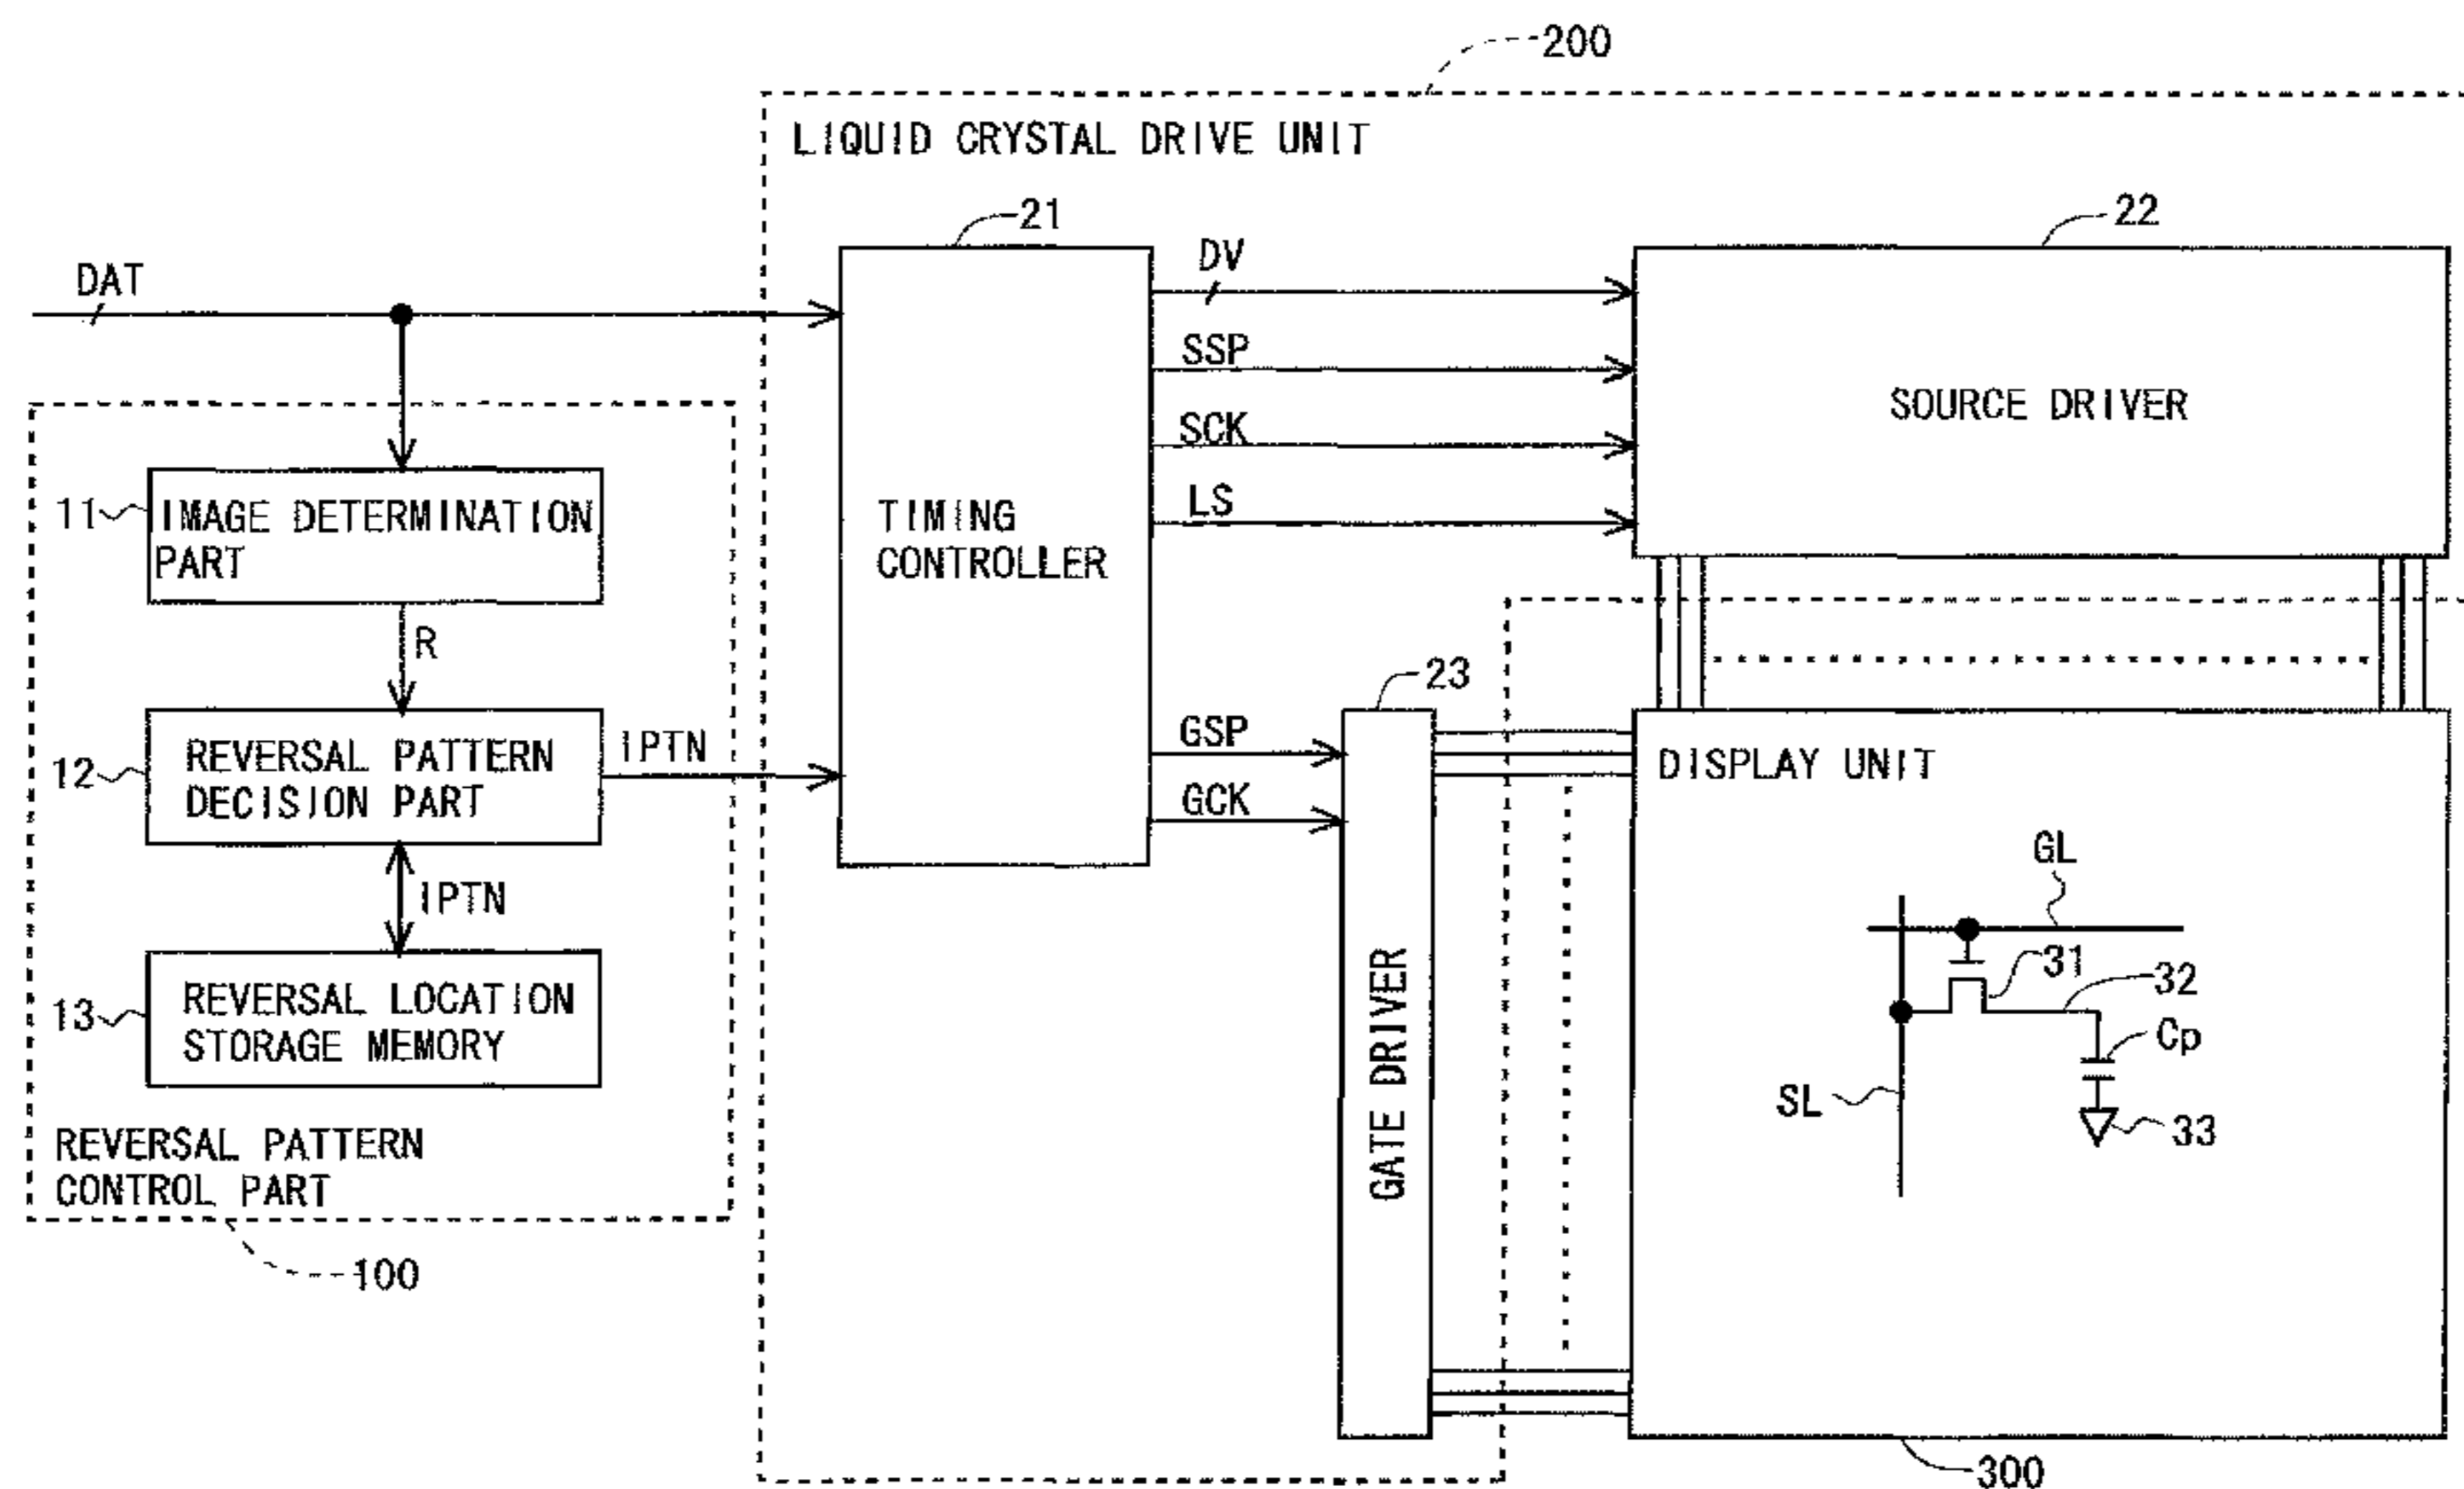 200
LIQUID CRYSTAL DRIVE UNIT
21
22
DAT
DV
SSP
SCK
LS
SOURCE DRIVER
TIMING
CONTROLLER
11
IMAGE DETERMINATION
PART
R
12
REVERSAL PATTERN
DECISION PART
IPTN
IPTN
13
REVERSAL LOCATION
STORAGE MEMORY
REVERSAL PATTERN
CONTROL PART
100
GSP
GCK
23
GATE DRIVER
DISPLAY UNIT
GL
31
32
Cp
SL
33
300